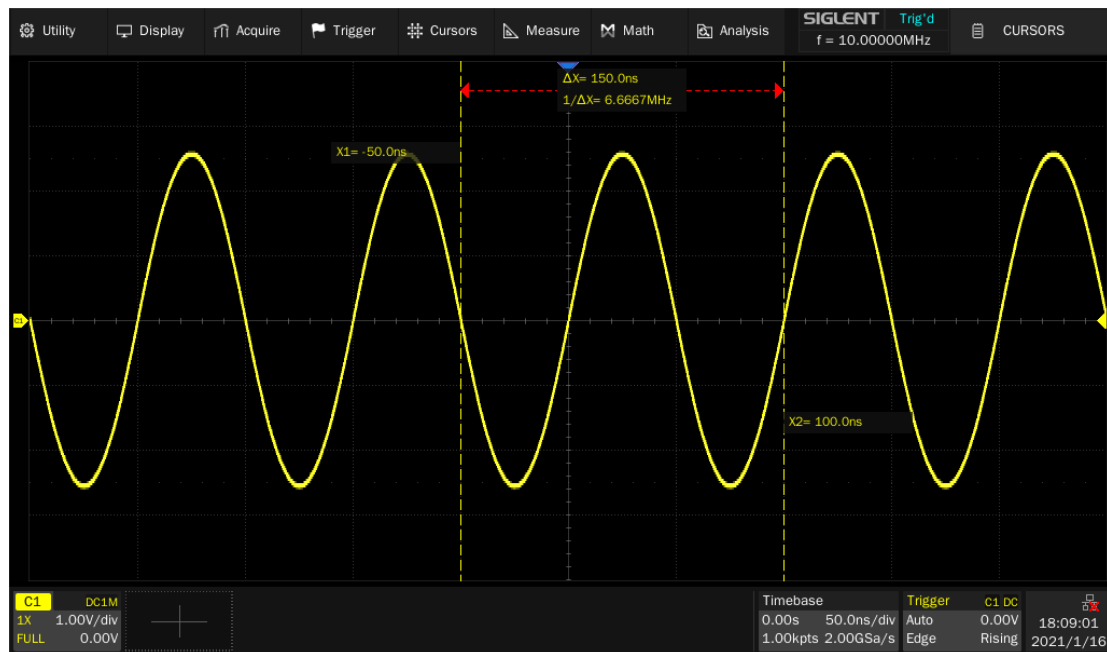 Utility Display Acquire Trigger Cursors Measure Math Analysis SIGLENT Trig'd CURSORS
f = 10.00000MHz
ΔX= 150.0ns
1/ΔX= 6.6667MHz
X1= -50.0ns
C1
X2= 100.0ns
C1 DC1M
1X 1.00V/div
FULL 0.00V
Timebase
0.00s 50.0ns/div
1.00kpts 2.00GSa/s
Trigger C1 DC
Auto 0.00V
Edge Rising
18:09:01
2021/1/16